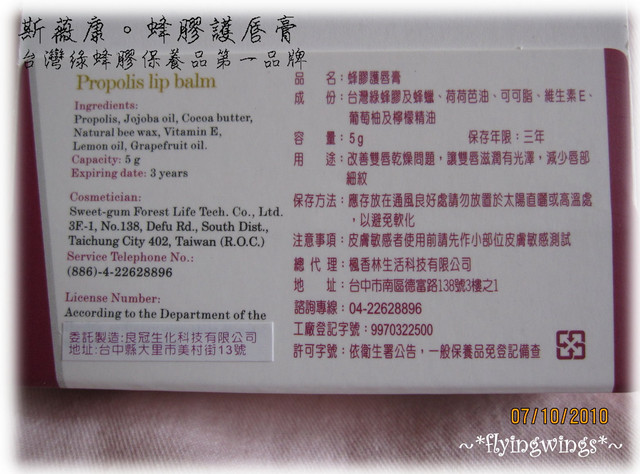 斯薇康。蜂膠護唇膏
台灣綠蜂膠保養品第一品牌
Propolis lip balm
Ingredients:
Propolis, Jojoba oil, Cocoa butter,
Natural bee wax, Vitamin E,
Lemon oil, Grapefruit oil.
Capacity: 5 g
Expiring date: 3 years
Cosmetician:
Sweet-gum Forest Life Tech. Co., Ltd.
3F.-1, No.138, Defu Rd., South Dist.,
Taichung City 402, Taiwan (R.O.C.)
Service Telephone No.:
(886)-4-22628896
License Number:
According to the Department of the
委託製造:良冠生化科技有限公司
地址:台中縣大里市美村街13號
品 名:蜂膠護唇膏
成 份:台灣綠蜂膠及蜂蠟、荷荷芭油、可可脂、維生素E、
葡萄柚及檸檬精油
容 量:5g 保存年限:三年
用 途:改善雙唇乾燥問題,讓雙唇滋潤有光澤,減少唇部
細紋
保存方法:應存放在通風良好處請勿放置於太陽直曬或高溫處
,以避免軟化
注意事項:皮膚敏感者使用前請先作小部位皮膚敏感測試
總 代 理:楓香林生活科技有限公司
地 址:台中市南區德富路138號3樓之1
諮詢專線:04-22628896
工廠登記字號:9970322500
許可字號:依衛生署公告,一般保養品免登記備查
07/10/2010
~*flyingwings*~